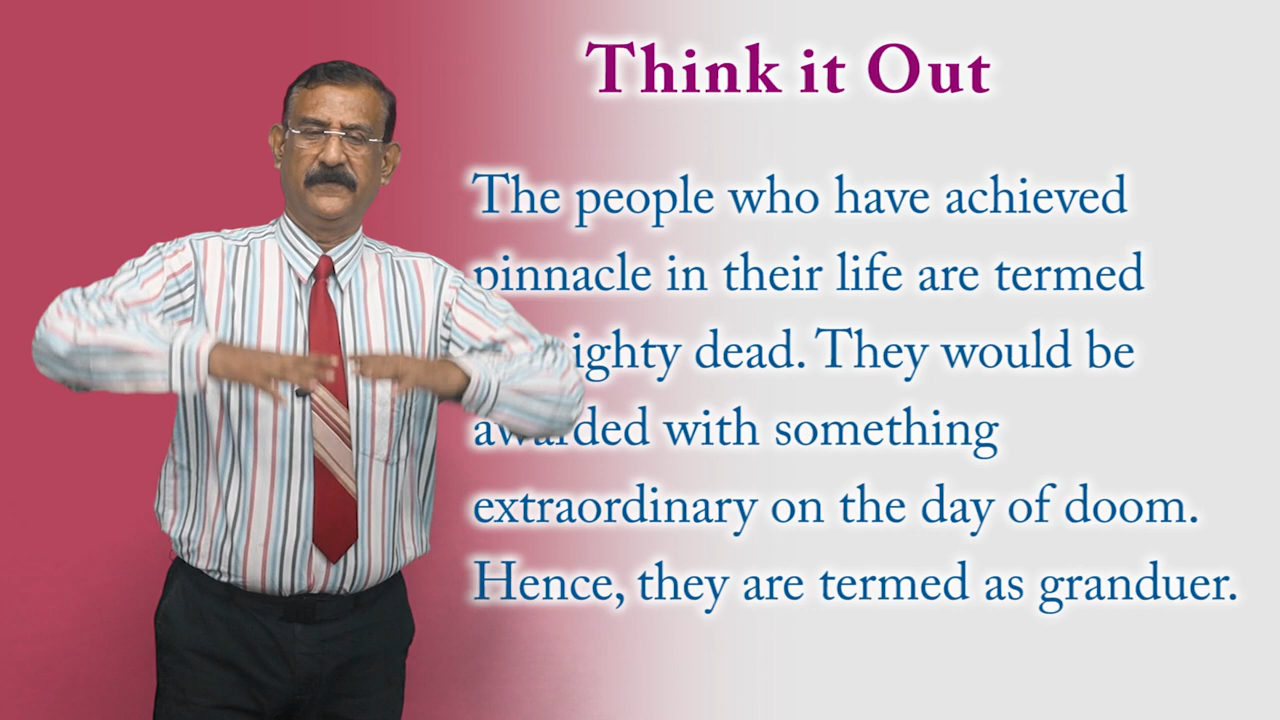 Think it Out
The people who have achieved
pinnacle in their life are termed
dead. They would be
awarded with something
extraordinary on the day of doom.
Hence, they are termed as granduer.